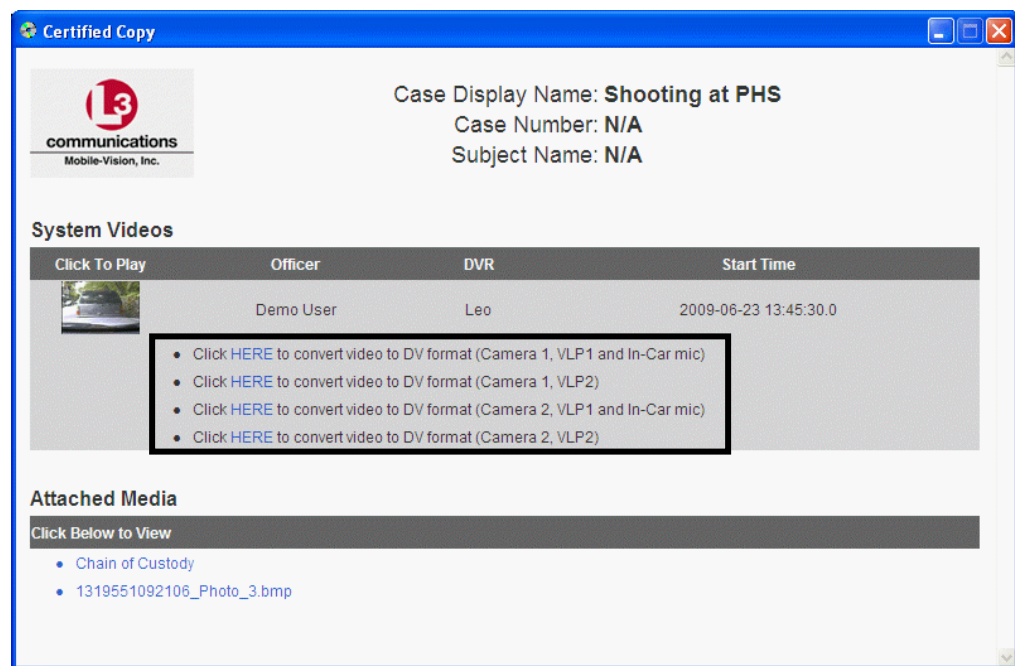 Certified Copy
L3
communications
Mobile-Vision, Inc.
Case Display Name: Shooting at PHS
Case Number: N/A
Subject Name: N/A
System Videos
Click To Play Officer DVR Start Time
Demo User Leo 2009-06-23 13:45:30.0
• Click HERE to convert video to DV format (Camera 1, VLP1 and In-Car mic)
• Click HERE to convert video to DV format (Camera 1, VLP2)
• Click HERE to convert video to DV format (Camera 2, VLP1 and In-Car mic)
• Click HERE to convert video to DV format (Camera 2, VLP2)
Attached Media
Click Below to View
• Chain of Custody
• 1319551092106_Photo_3.bmp